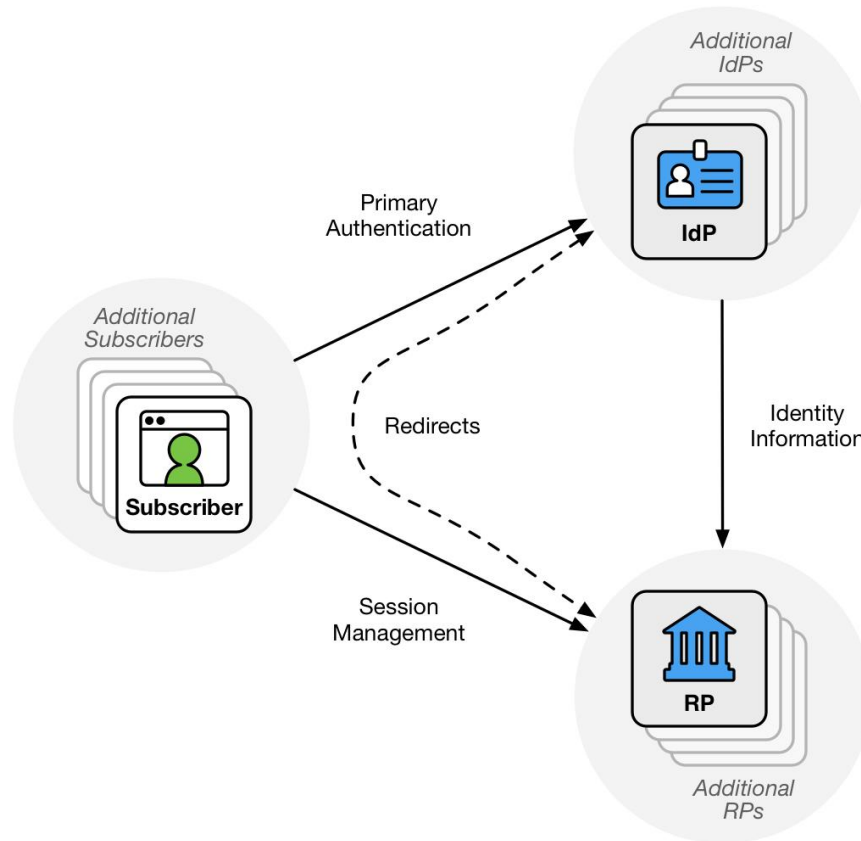 Additional
IdPs
IdP
Primary
Authentication
Additional
Subscribers
Subscriber
Redirects
Identity
Information
Session
Management
RP
Additional
RPs